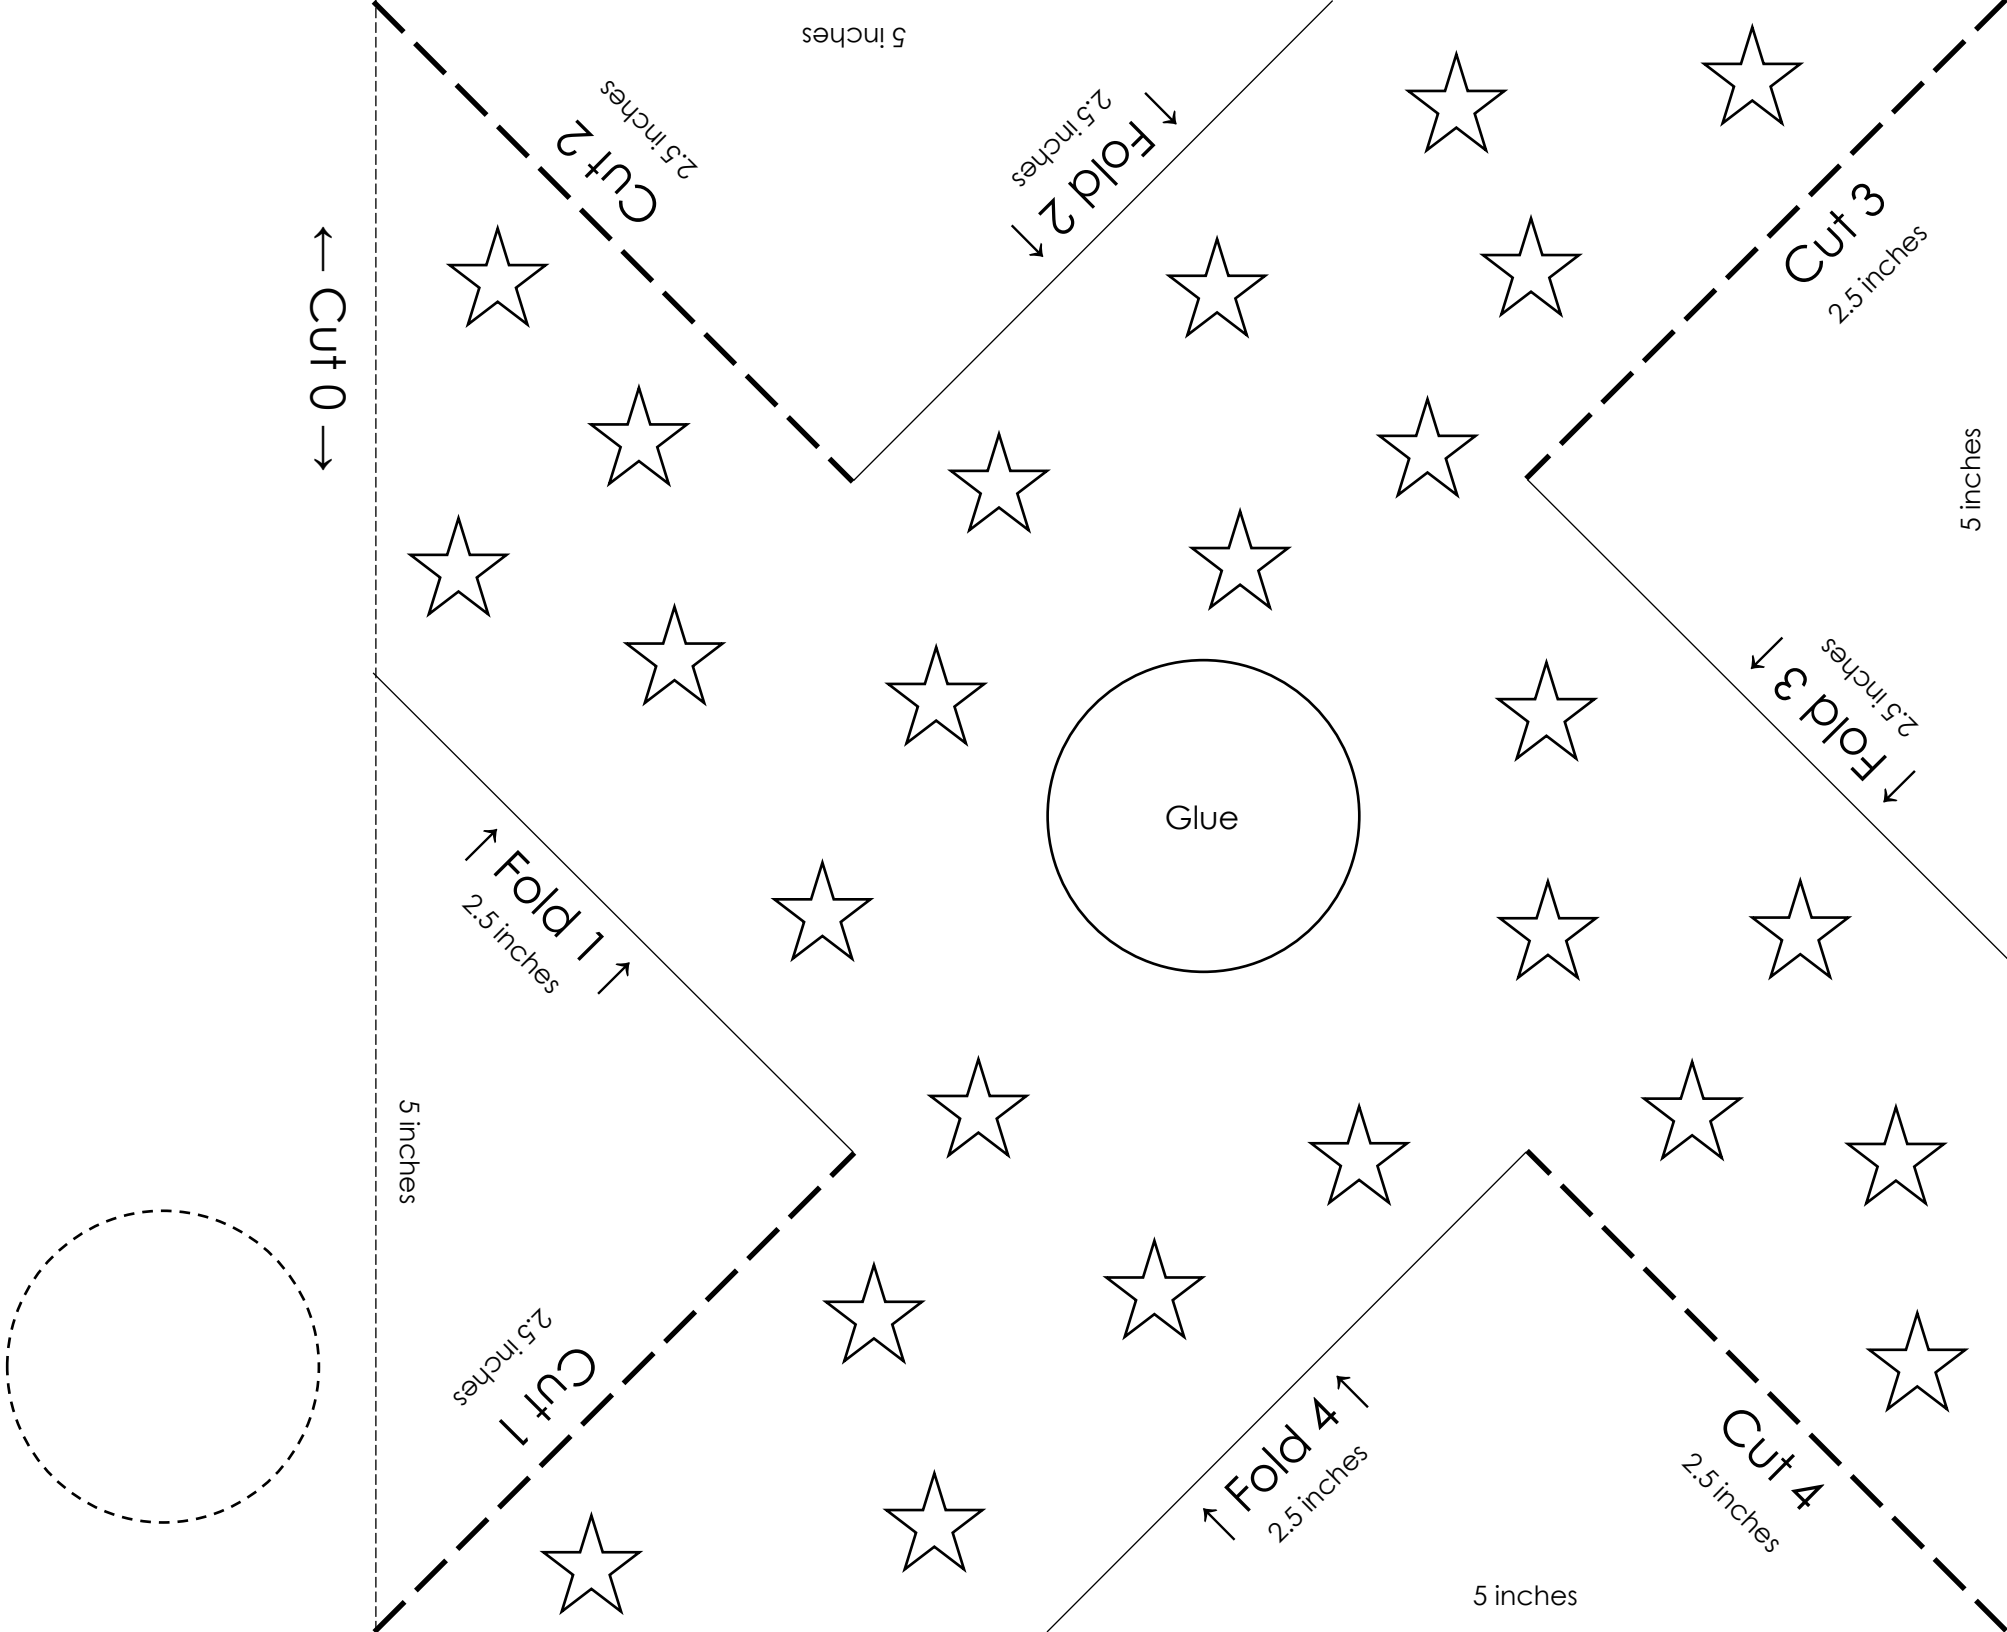 5 inches
2.5 inches
Cut 2
2.5 inches
↓ Fold 2 ↓
Cut 3
2.5 inches
← Cut 0 →
5 inches
2.5 inches
↓ Fold 3 ↓
Glue
↑ Fold 1 ↑
2.5 inches
5 inches
2.5 inches
Cut 1
↑ Fold 4 ↑
2.5 inches
Cut 4
2.5 inches
5 inches